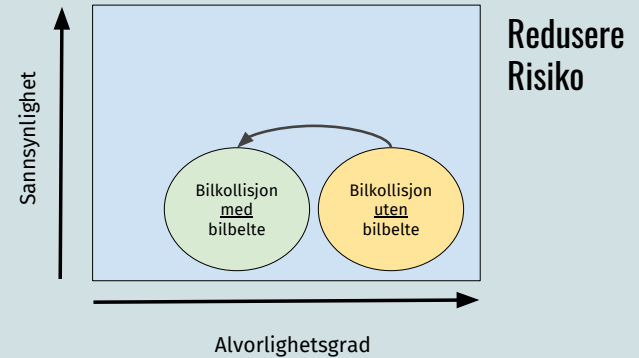 Redusere
Risiko
Sannsynlighet
Bilkollisjon
med
bilbelte
Bilkollisjon
uten
bilbelte
Alvorlighetsgrad